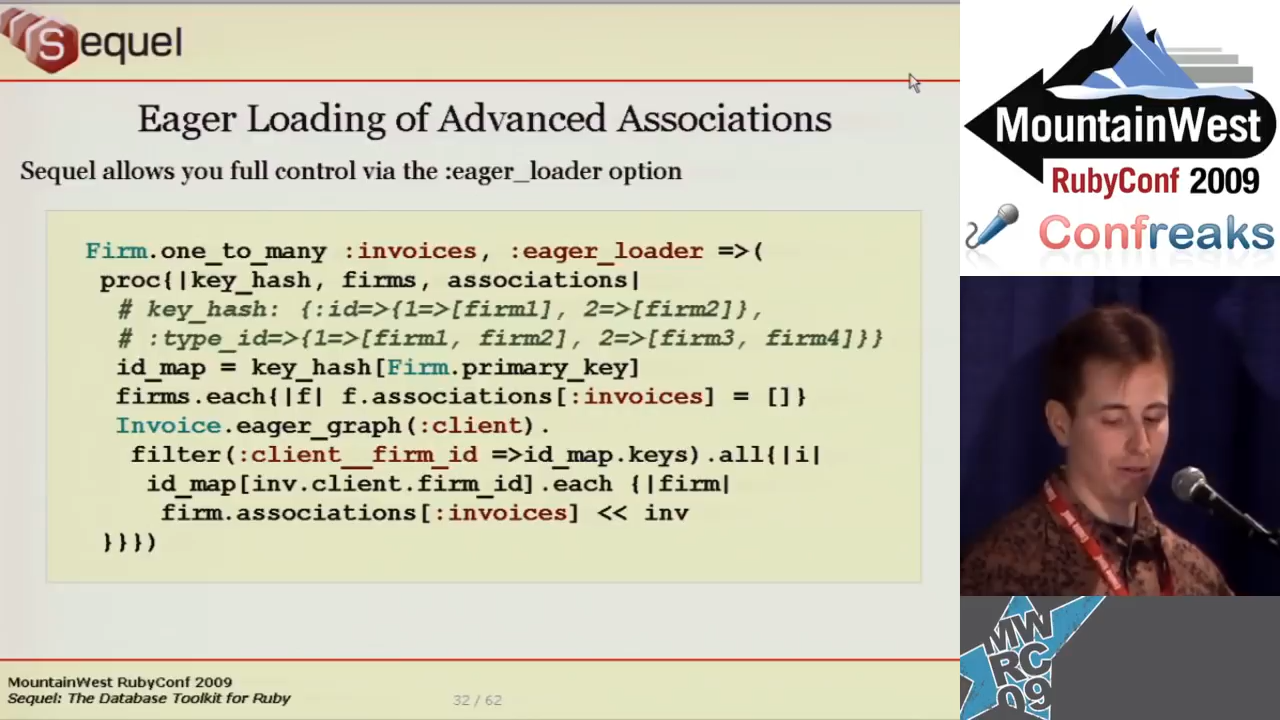 Sequel
Eager Loading of Advanced Associations
Sequel allows you full control via the :eager_loader option
Firm.one_to_many :invoices, :eager_loader =>(
proc{|key_hash, firms, associations|
# key_hash: {:id=>{1=>[firm1], 2=>[firm2]},
# :type_id=>{1=>[firm1, firm2], 2=>[firm3, firm4]}}
id_map = key_hash[Firm.primary_key]
firms.each{|f| f.associations[:invoices] = []}
Invoice.eager_graph(:client).
filter(:client__firm_id =>id_map.keys).all{|i|
id_map[inv.client.firm_id].each {|firm|
firm.associations[:invoices] << inv
}}})
MountainWest RubyConf 2009
Sequel: The Database Toolkit for Ruby
32 / 62
MountainWest
RubyConf 2009
Confreaks
MW
RC
09